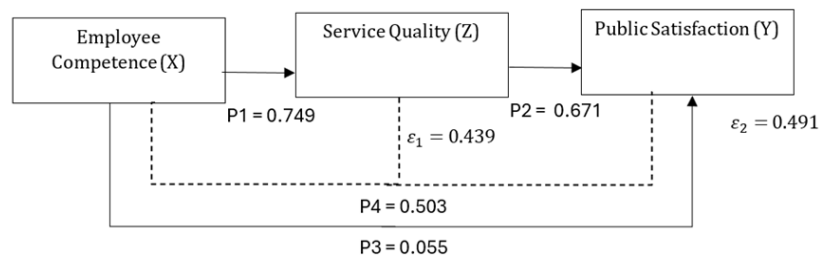 Employee
Competence (X)
Service Quality (Z)
Public Satisfaction (Y)
P1 = 0.749
P2 = 0.671
ε₁ = 0.439
ε₂ = 0.491
P4 = 0.503
P3 = 0.055